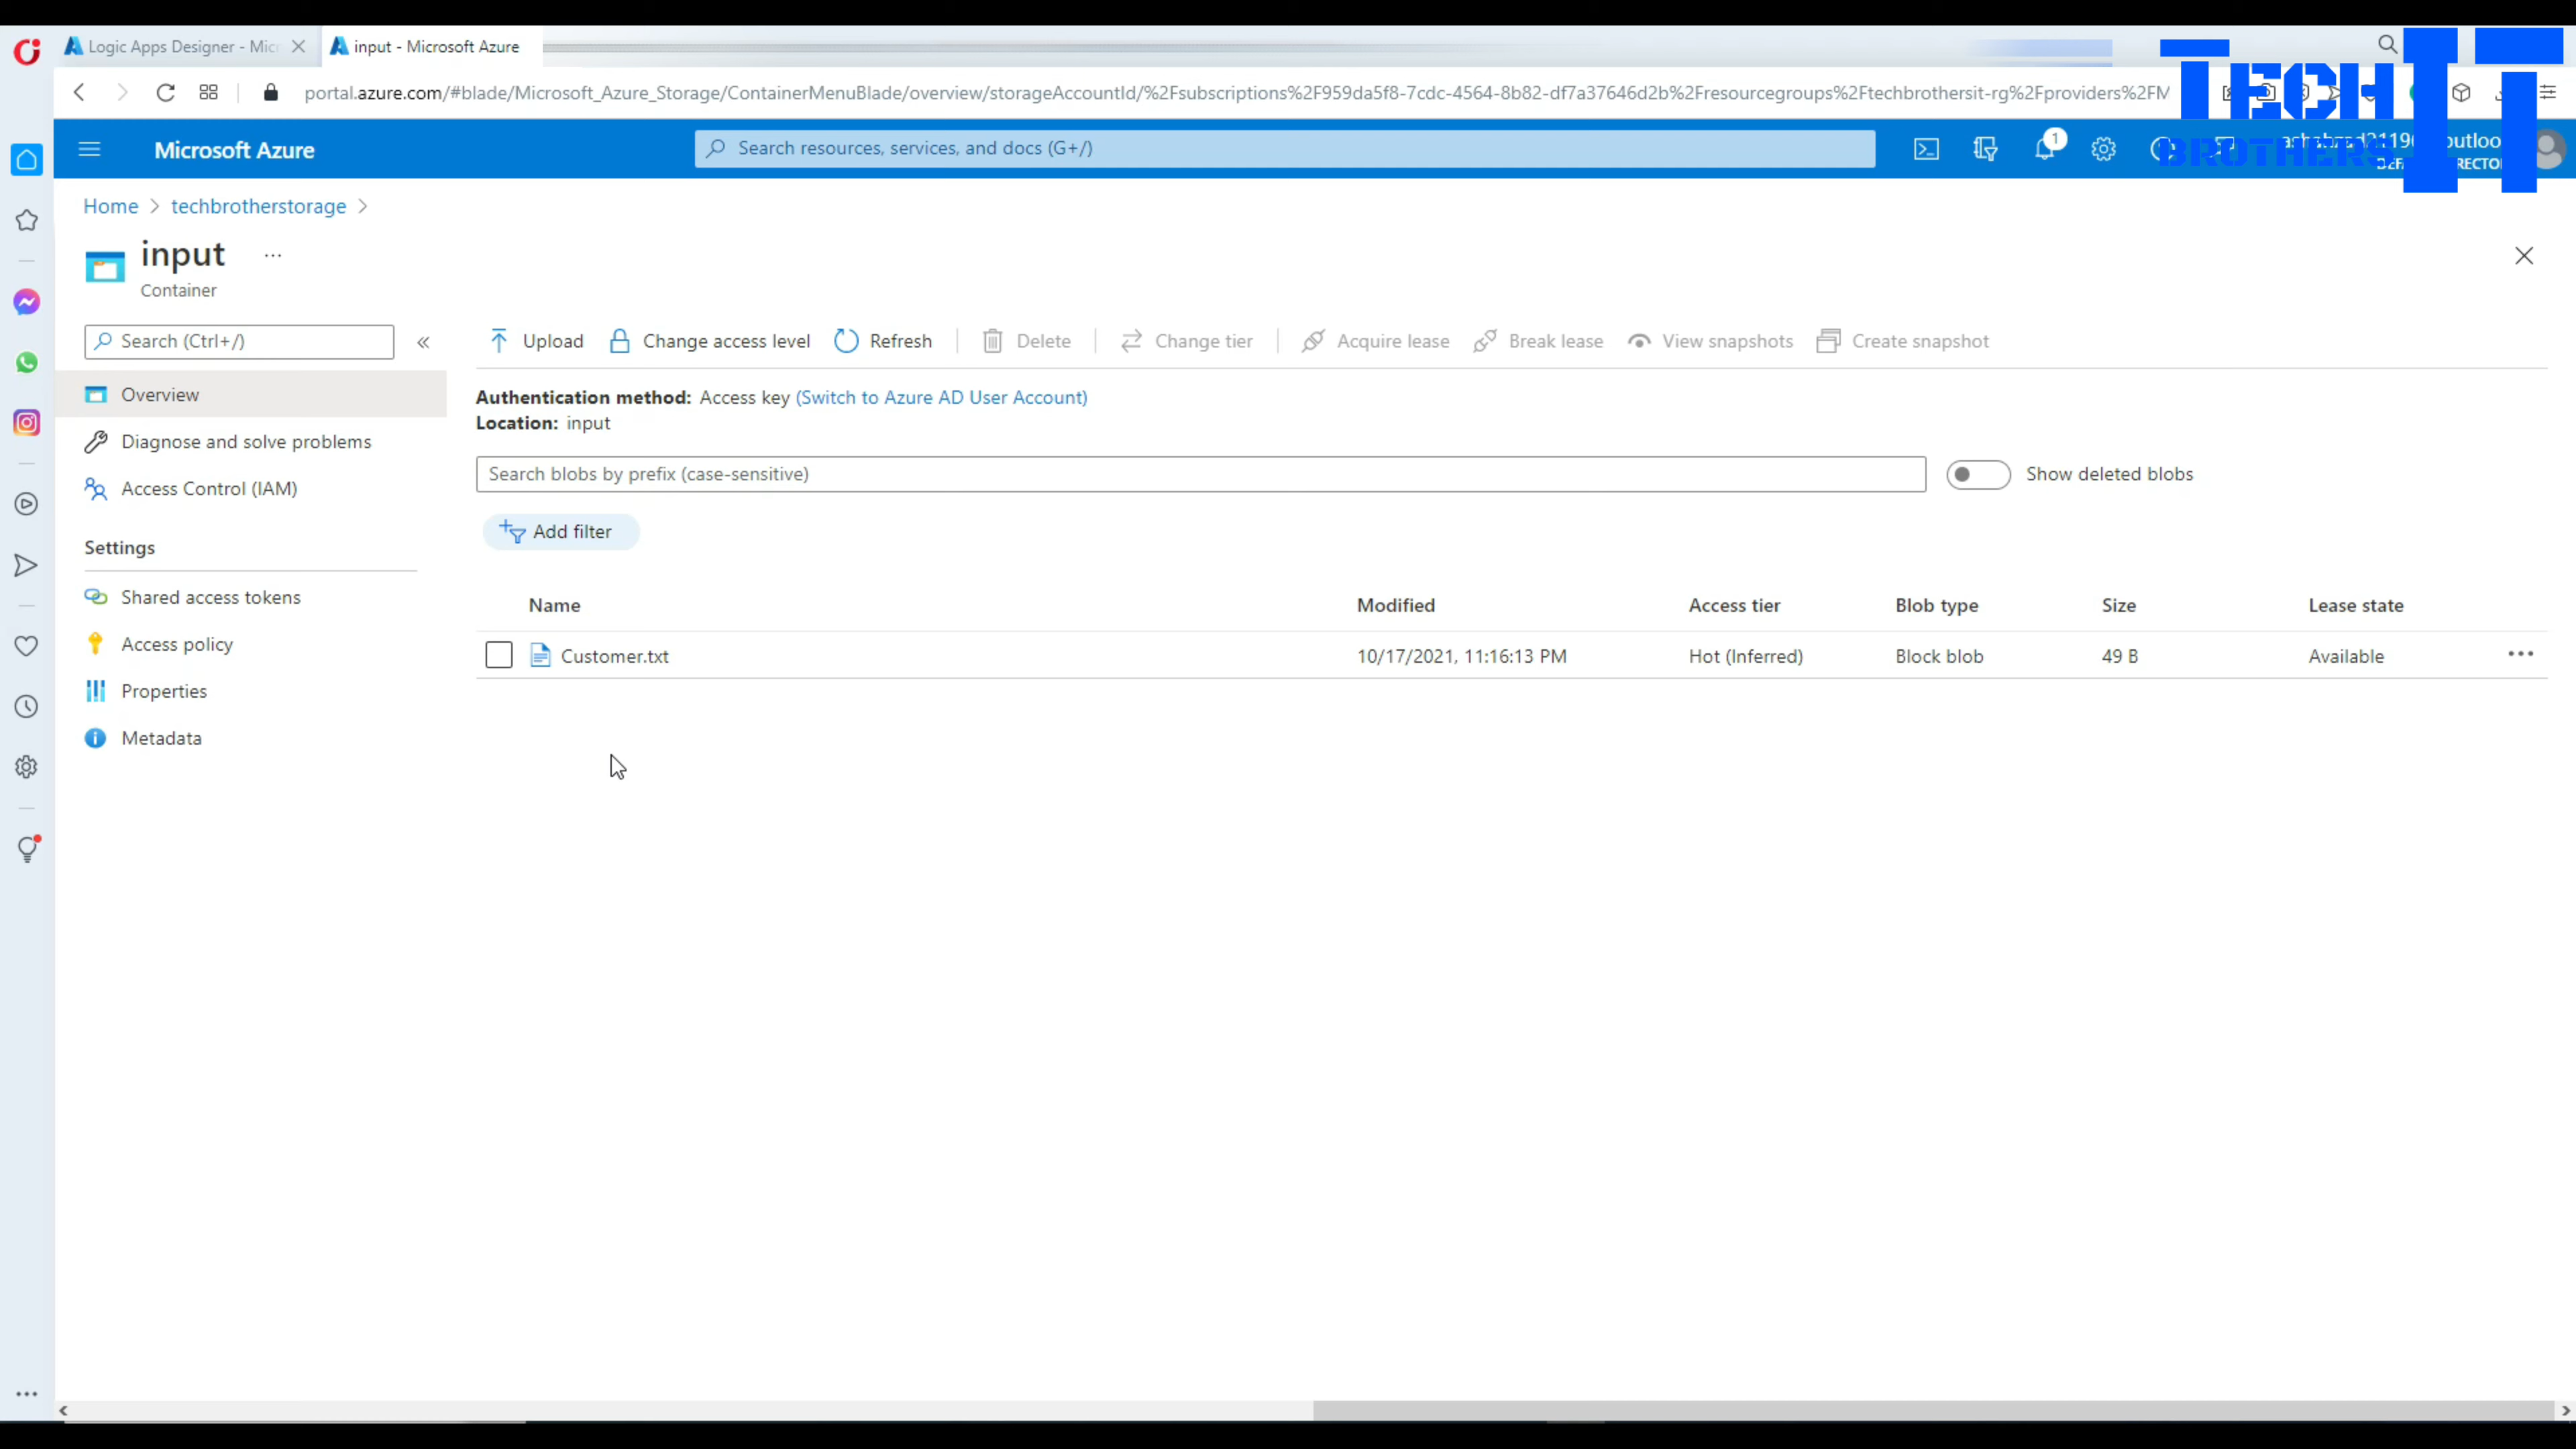 Logic Apps Designer - Mic
input - Microsoft Azure
portal.azure.com/#blade/Microsoft_Azure_Storage/ContainerMenuBlade/overview/storageAccountId/%2Fsubscriptions%2F959da5f8-7cdc-4564-8b82-df7a37646d2b%2Fresourcegroups%2Ftechbrothersit-rg%2Fproviders%2FM
TECH IT
BROTHERS
Microsoft Azure
Search resources, services, and docs (G+/)
1
Home > techbrotherstorage >
input ...
Container
Search (Ctrl+/)
«
Upload
Change access level
Refresh
Delete
Change tier
Acquire lease
Break lease
View snapshots
Create snapshot
Overview
Diagnose and solve problems
Access Control (IAM)
Settings
Shared access tokens
Access policy
Properties
Metadata
Authentication method: Access key (Switch to Azure AD User Account)
Location: input
Search blobs by prefix (case-sensitive)
Show deleted blobs
Add filter
Name Modified Access tier Blob type Size Lease state
Customer.txt 10/17/2021, 11:16:13 PM Hot (Inferred) Block blob 49 B Available ...